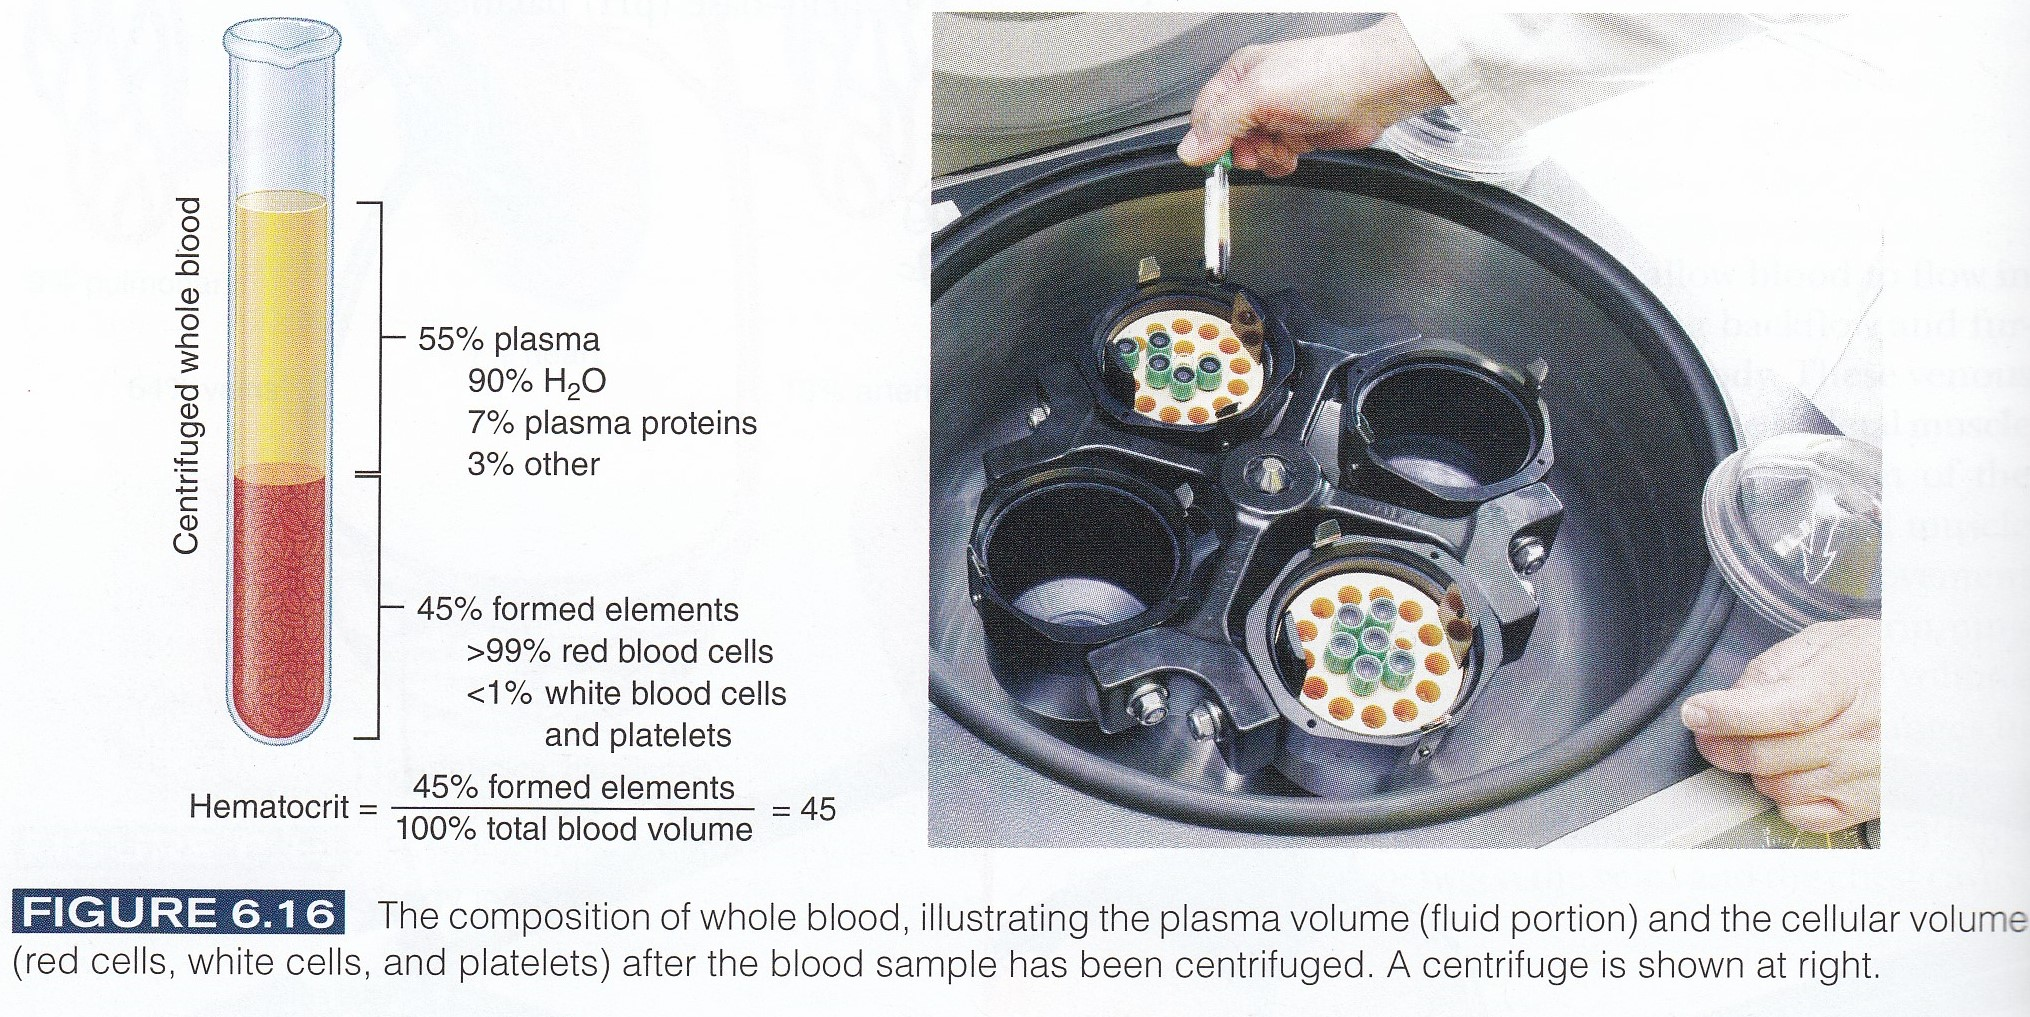 Centrifuged whole blood
55% plasma
90% H₂O
7% plasma proteins
3% other
45% formed elements
>99% red blood cells
<1% white blood cells
and platelets
Hematocrit = 45% formed elements / 100% total blood volume = 45
FIGURE 6.16 The composition of whole blood, illustrating the plasma volume (fluid portion) and the cellular volume
(red cells, white cells, and platelets) after the blood sample has been centrifuged. A centrifuge is shown at right.